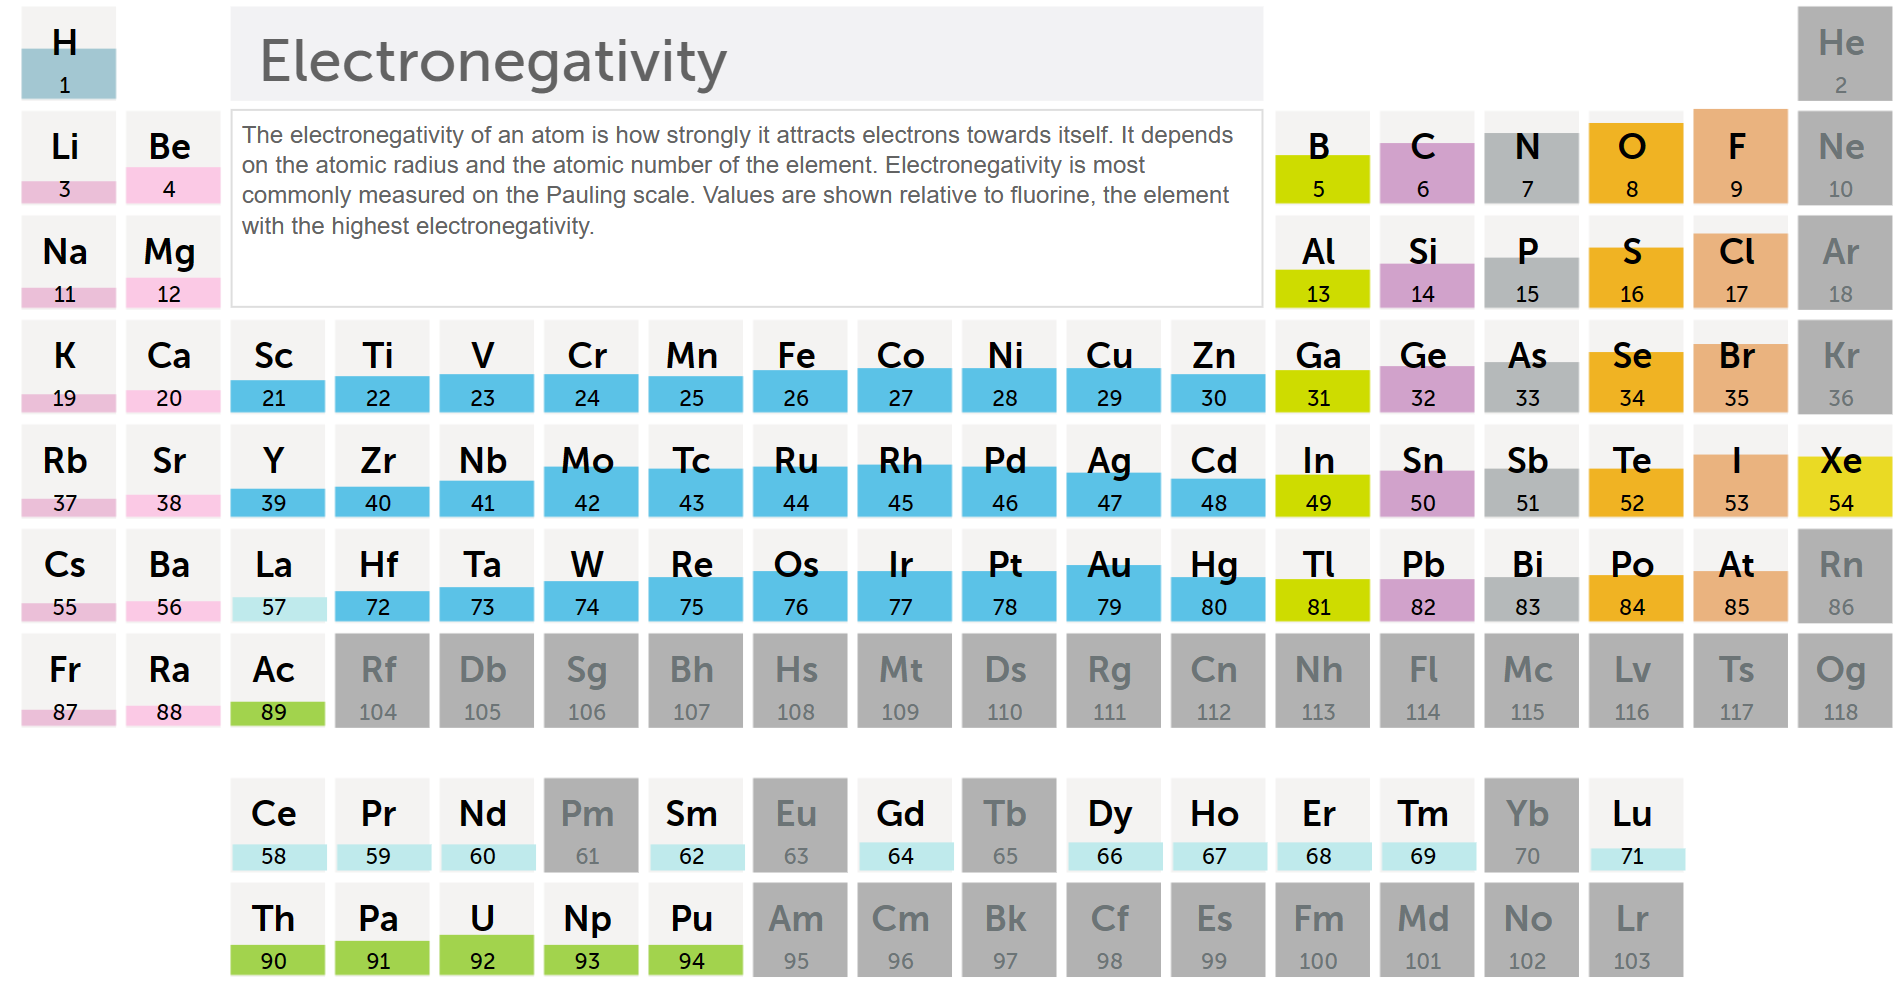 H Electronegativity He
1 2
The electronegativity of an atom is how strongly it attracts electrons towards itself. It depends
on the atomic radius and the atomic number of the element. Electronegativity is most
commonly measured on the Pauling scale. Values are shown relative to fluorine, the element
with the highest electronegativity.
Li Be B C N O F Ne
3 4 5 6 7 8 9 10
Na Mg Al Si P S Cl Ar
11 12 13 14 15 16 17 18
K Ca Sc Ti V Cr Mn Fe Co Ni Cu Zn Ga Ge As Se Br Kr
19 20 21 22 23 24 25 26 27 28 29 30 31 32 33 34 35 36
Rb Sr Y Zr Nb Mo Tc Ru Rh Pd Ag Cd In Sn Sb Te I Xe
37 38 39 40 41 42 43 44 45 46 47 48 49 50 51 52 53 54
Cs Ba La Hf Ta W Re Os Ir Pt Au Hg Tl Pb Bi Po At Rn
55 56 57 72 73 74 75 76 77 78 79 80 81 82 83 84 85 86
Fr Ra Ac Rf Db Sg Bh Hs Mt Ds Rg Cn Nh Fl Mc Lv Ts Og
87 88 89 104 105 106 107 108 109 110 111 112 113 114 115 116 117 118
Ce Pr Nd Pm Sm Eu Gd Tb Dy Ho Er Tm Yb Lu
58 59 60 61 62 63 64 65 66 67 68 69 70 71
Th Pa U Np Pu Am Cm Bk Cf Es Fm Md No Lr
90 91 92 93 94 95 96 97 98 99 100 101 102 103